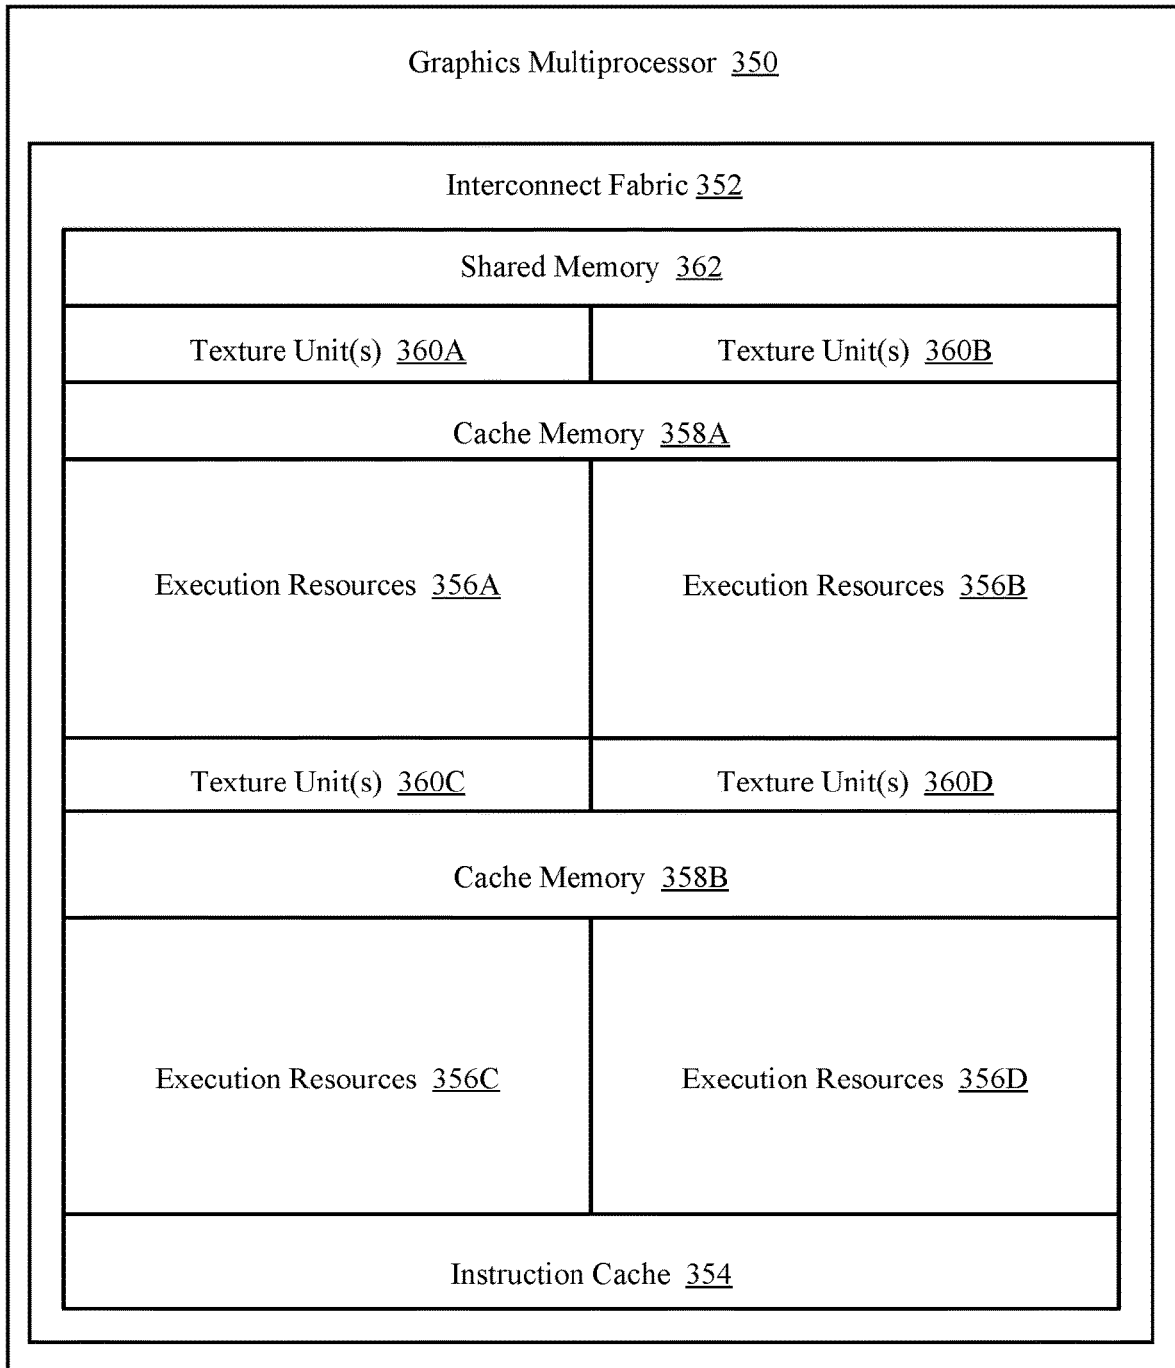 Graphics Multiprocessor 350
Interconnect Fabric 352
Shared Memory 362
Texture Unit(s) 360A
Texture Unit(s) 360B
Cache Memory 358A
Execution Resources 356A
Execution Resources 356B
Texture Unit(s) 360C
Texture Unit(s) 360D
Cache Memory 358B
Execution Resources 356C
Execution Resources 356D
Instruction Cache 354